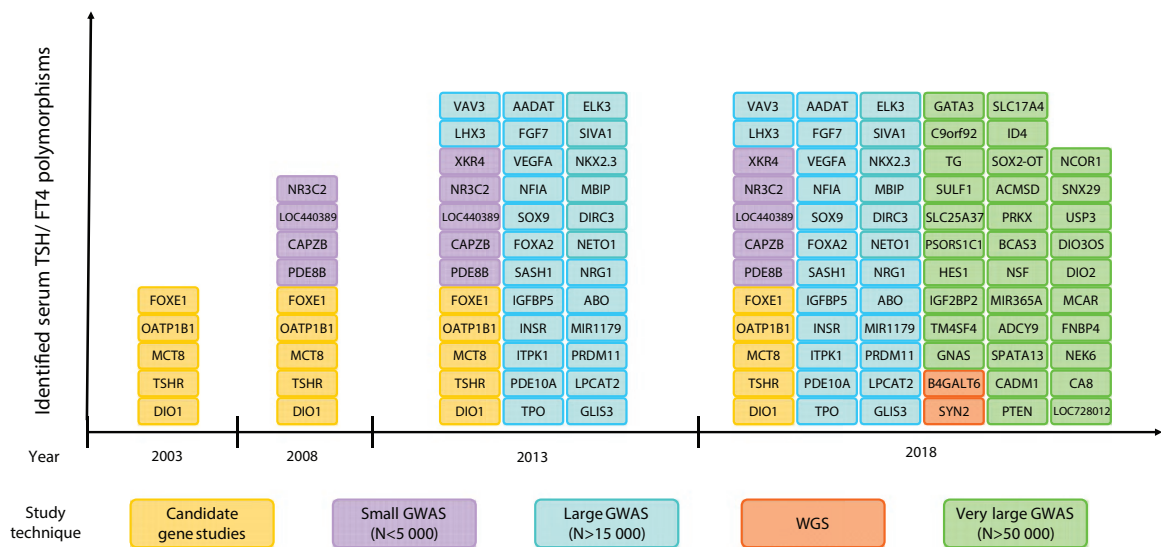 Identified serum TSH/ FT4 polymorphisms
FOXE1
OATP1B1
MCT8
TSHR
DIO1
NR3C2
LOC440389
CAPZB
PDE8B
FOXE1
OATP1B1
MCT8
TSHR
DIO1
VAV3
LHX3
XKR4
NR3C2
LOC440389
CAPZB
PDE8B
FOXE1
OATP1B1
MCT8
TSHR
DIO1
AADAT
FGF7
VEGFA
NFIA
SOX9
FOXA2
SASH1
IGFBP5
INSR
ITPK1
PDE10A
TPO
ELK3
SIVA1
NKX2.3
MBIP
DIRC3
NETO1
NRG1
ABO
MIR1179
PRDM11
LPCAT2
GLIS3
VAV3
LHX3
XKR4
NR3C2
LOC440389
CAPZB
PDE8B
FOXE1
OATP1B1
MCT8
TSHR
DIO1
AADAT
FGF7
VEGFA
NFIA
SOX9
FOXA2
SASH1
IGFBP5
INSR
ITPK1
PDE10A
TPO
ELK3
SIVA1
NKX2.3
MBIP
DIRC3
NETO1
NRG1
ABO
MIR1179
PRDM11
LPCAT2
GLIS3
GATA3
C9orf92
TG
SULF1
SLC25A37
PSORS1C1
HES1
IGF2BP2
TM4SF4
GNAS
B4GALT6
SYN2
SLC17A4
ID4
SOX2-OT
ACMSD
PRKX
BCAS3
NSF
MIR365A
ADCY9
SPATA13
CADM1
PTEN
NCOR1
SNX29
USP3
DIO3OS
DIO2
MCAR
FNBP4
NEK6
CA8
LOC728012
Year
2003
2008
2013
2018
Study
technique
Candidate
gene studies
Small GWAS
(N<5 000)
Large GWAS
(N>15 000)
WGS
Very large GWAS
(N>50 000)